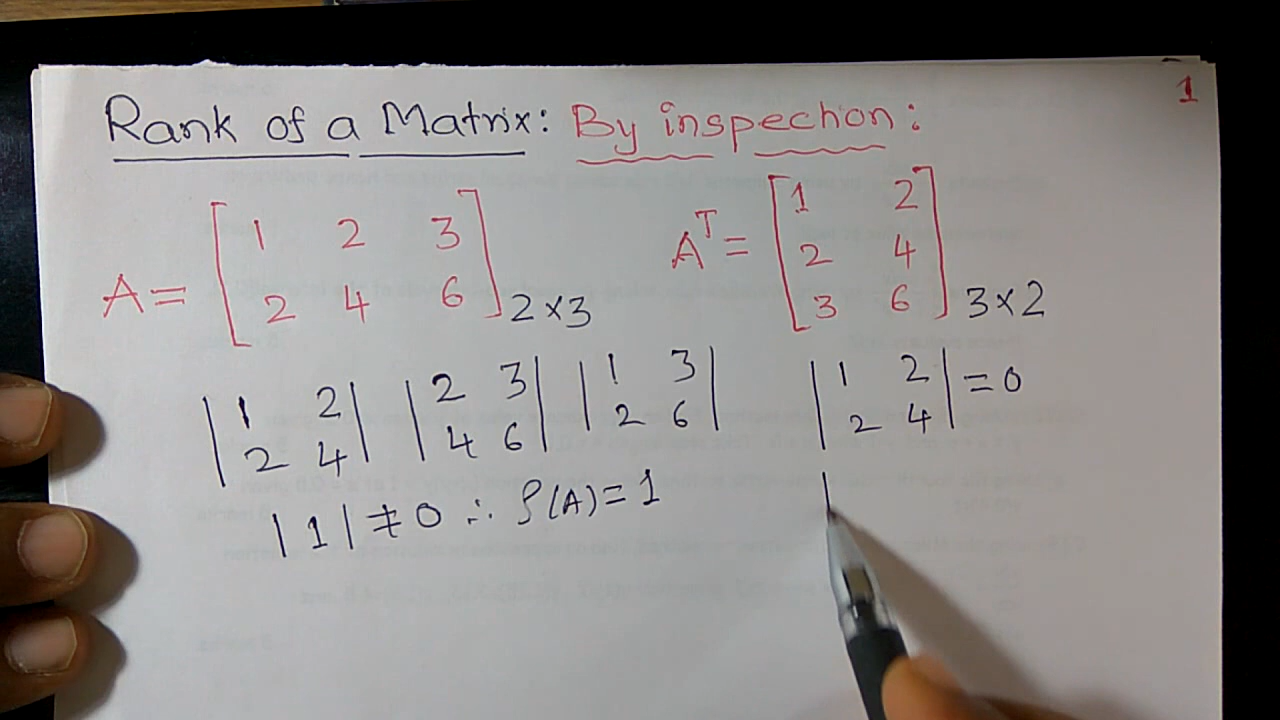 1
Rank of a Matrix: By inspection:
A = [1 2 3; 2 4 6] 2×3    A^T = [1 2; 2 4; 3 6] 3×2
|1 2; 2 4| |2 3; 4 6| |1 3; 2 6|    |1 2; 2 4| = 0
|1| ≠ 0 ∴ ρ(A) = 1    |